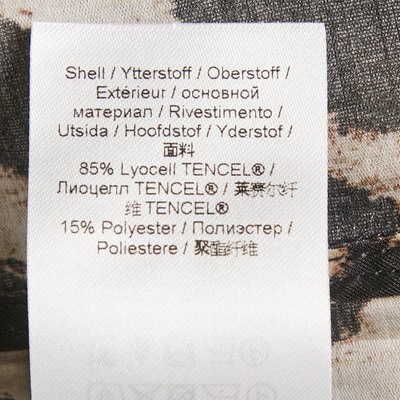 Shell / Ytterstoff / Oberstoff /
Extérieur / основной
материал / Rivestimento /
Utsida / Hoofdstof / Yderstof /
面料
85% Lyocell TENCEL® /
Лиоцелл TENCEL® / 莱赛尔纤
维 TENCEL®
15% Polyester / Полиэстер /
Poliestere / 聚酯纤维